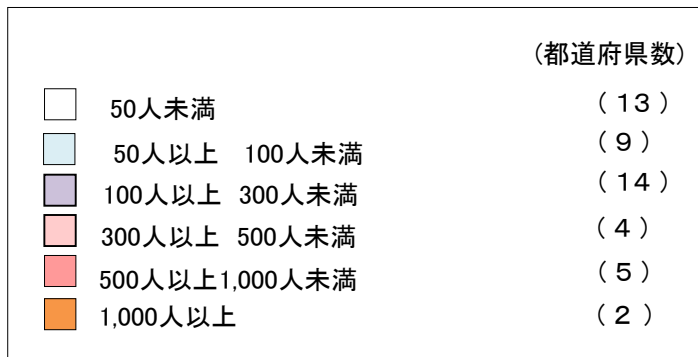 (都道府県数)
50人未満 （ 13 ）
50人以上 100人未満 （ 9 ）
100人以上 300人未満 （ 14 ）
300人以上 500人未満 （ 4 ）
500人以上1,000人未満 （ 5 ）
1,000人以上 （ 2 ）